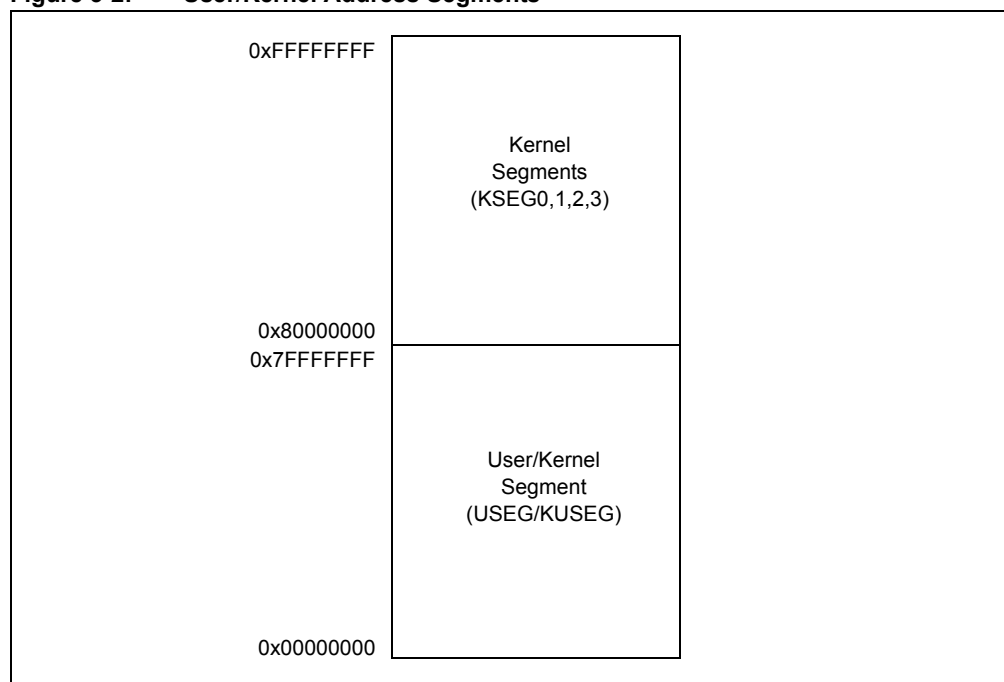 0xFFFFFFFF
Kernel
Segments
(KSEG0,1,2,3)
0x80000000
0x7FFFFFFF
User/Kernel
Segment
(USEG/KUSEG)
0x00000000